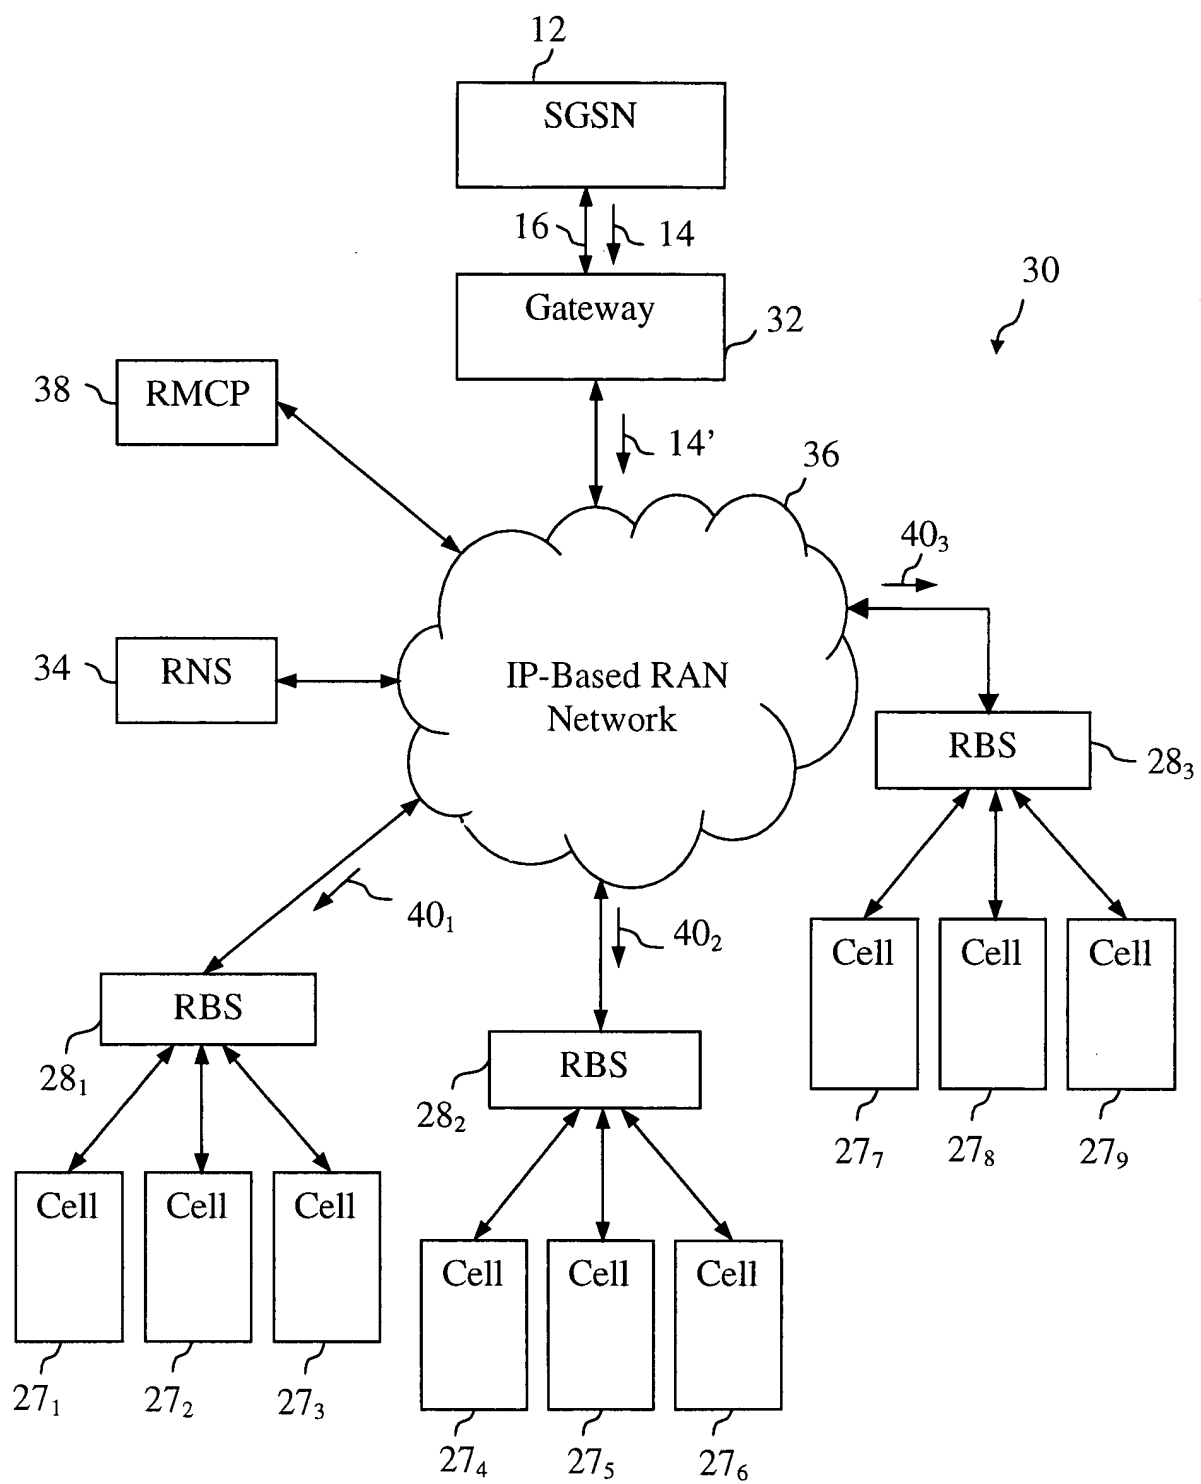 12
SGSN
16
14
30
Gateway
32
38
RMCP
14’
36
40₃
34
RNS
IP-Based RAN
Network
RBS
28₃
40₁
40₂
Cell
Cell
Cell
RBS
28₁
RBS
28₂
27₇
27₈
27₉
Cell
Cell
Cell
Cell
Cell
Cell
27₁
27₂
27₃
27₄
27₅
27₆